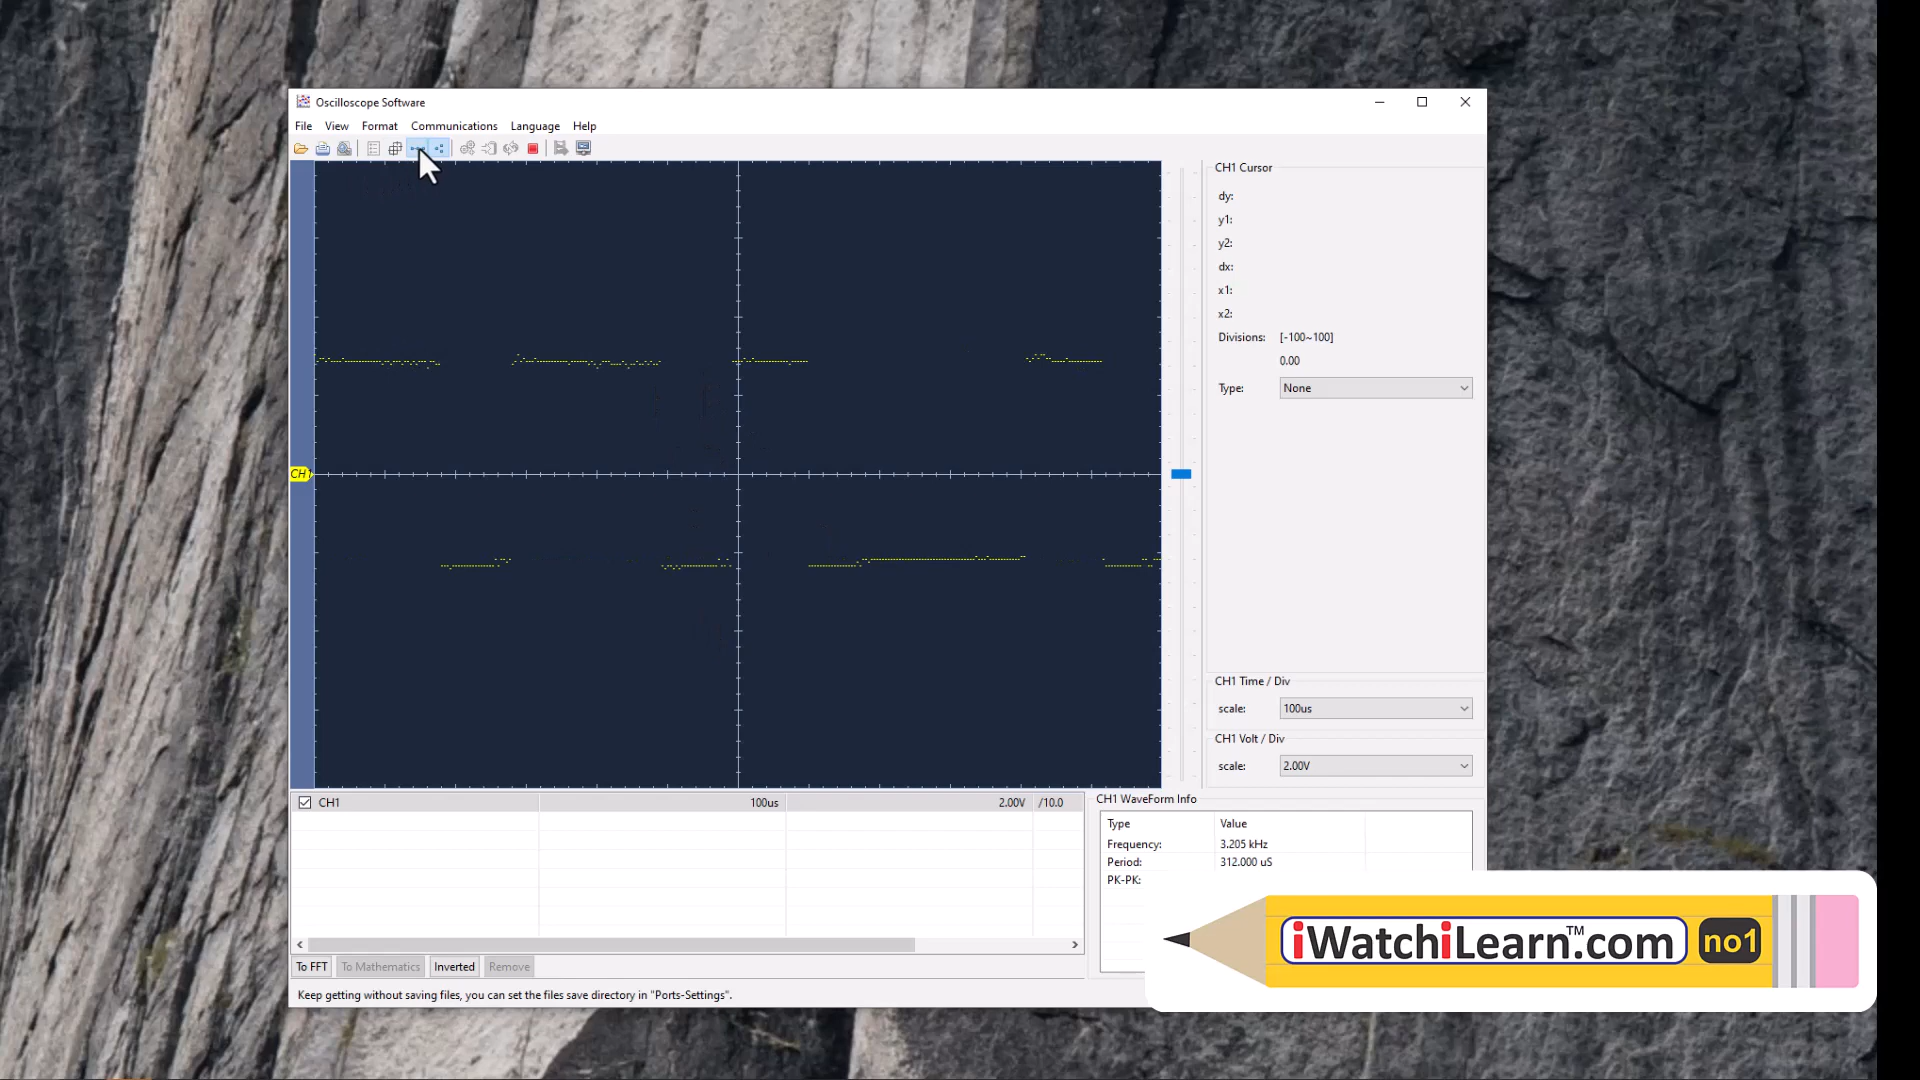 Oscilloscope Software
File View Format Communications Language Help
CH1 Cursor
dy:
y1:
y2:
dx:
x1:
x2:
Divisions: [-100~100]
0.00
Type: None
CH1
CH1 Time / Div
scale: 100us
CH1 Volt / Div
scale: 2.00V
CH1 100us 2.00V /10.0
CH1 WaveForm Info
Type Value
Frequency: 3.205 kHz
Period: 312.000 uS
PK-PK:
iWatchiLearn™.com no1
To FFT To Mathematics Inverted Remove
Keep getting without saving files, you can set the files save directory in "Ports-Settings".